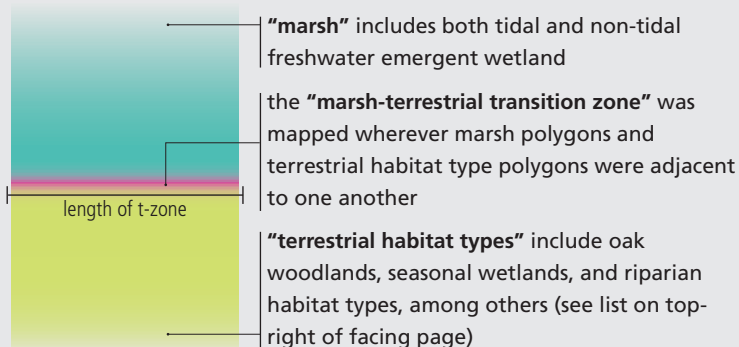 “marsh” includes both tidal and non-tidal
freshwater emergent wetland
the “marsh-terrestrial transition zone” was
mapped wherever marsh polygons and
terrestrial habitat type polygons were adjacent
to one another
length of t-zone
“terrestrial habitat types” include oak
woodlands, seasonal wetlands, and riparian
habitat types, among others (see list on top-
right of facing page)